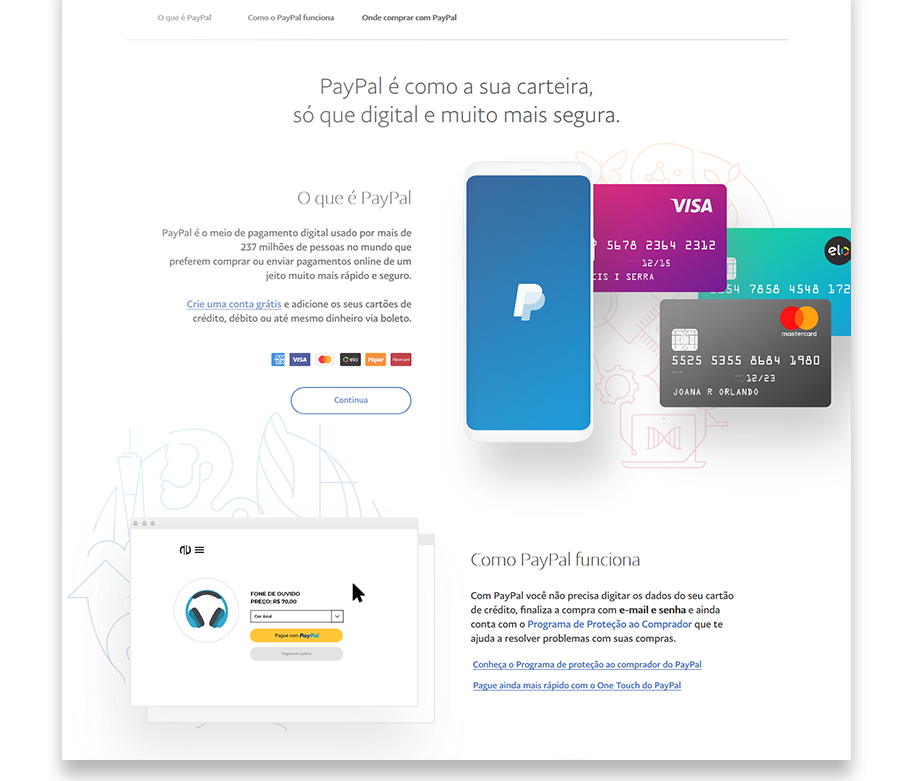 O que é PayPal
Como o PayPal funciona
Onde comprar com PayPal
PayPal é como a sua carteira,
só que digital e muito mais segura.
O que é PayPal
PayPal é o meio de pagamento digital usado por mais de
237 milhões de pessoas no mundo que
preferem comprar ou enviar pagamentos online de um
jeito muito mais rápido e seguro.
Crie uma conta grátis e adicione os seus cartões de
crédito, débito ou até mesmo dinheiro via boleto.
VISA
elo
Hiper
Hipercard
Continua
VISA
5678 2364 2312
12/15
CIS I SERRA
elo
7858 4548 172
mastercard
5525 5355 8684 1980
12/23
JOANA R ORLANDO
FONE DE OUVIDO
PREÇO: R$ 70,00
Cor Azul
Pague com PayPal
Pagamento padrão
Como PayPal funciona
Com PayPal você não precisa digitar os dados do seu cartão
de crédito, finaliza a compra com e-mail e senha e ainda
conta com o Programa de Proteção ao Comprador que te
ajuda a resolver problemas com suas compras.
Conheça o Programa de proteção ao comprador do PayPal
Pague ainda mais rápido com o One Touch do PayPal